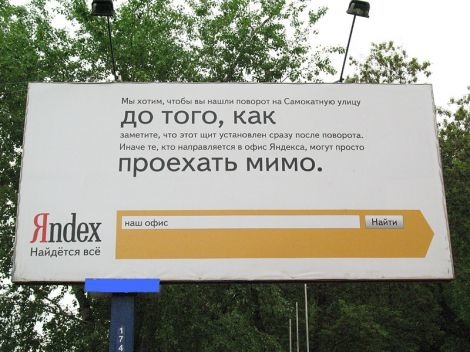 Мы хотим, чтобы вы нашли поворот на Самокатную улицу
до того, как
заметите, что этот щит установлен сразу после поворота.
Иначе те, кто направляется в офис Яндекса, могут просто
проехать мимо.
Яndex
Найдётся всё
наш офис
Найти
174